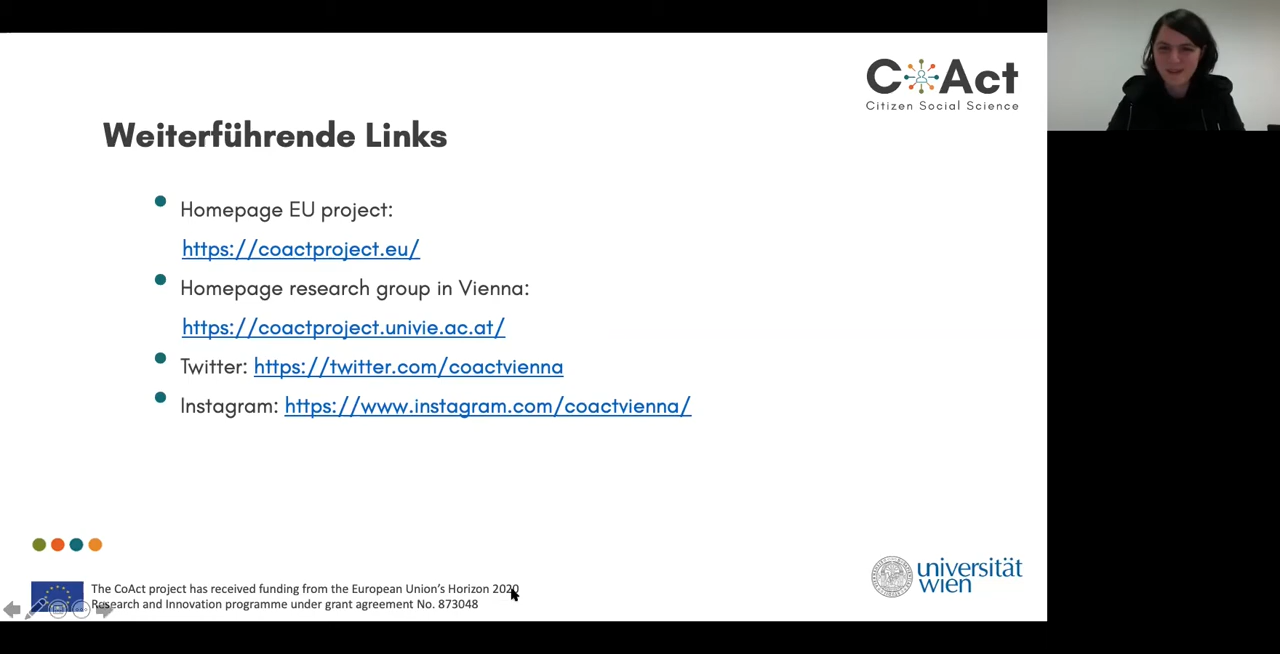 C Act
Citizen Social Science
Weiterführende Links
Homepage EU project:
https://coactproject.eu/
Homepage research group in Vienna:
https://coactproject.univie.ac.at/
Twitter: https://twitter.com/coactvienna
Instagram: https://www.instagram.com/coactvienna/
The CoAct project has received funding from the European Union's Horizon 2020
Research and Innovation programme under grant agreement No. 873048
universität
wien